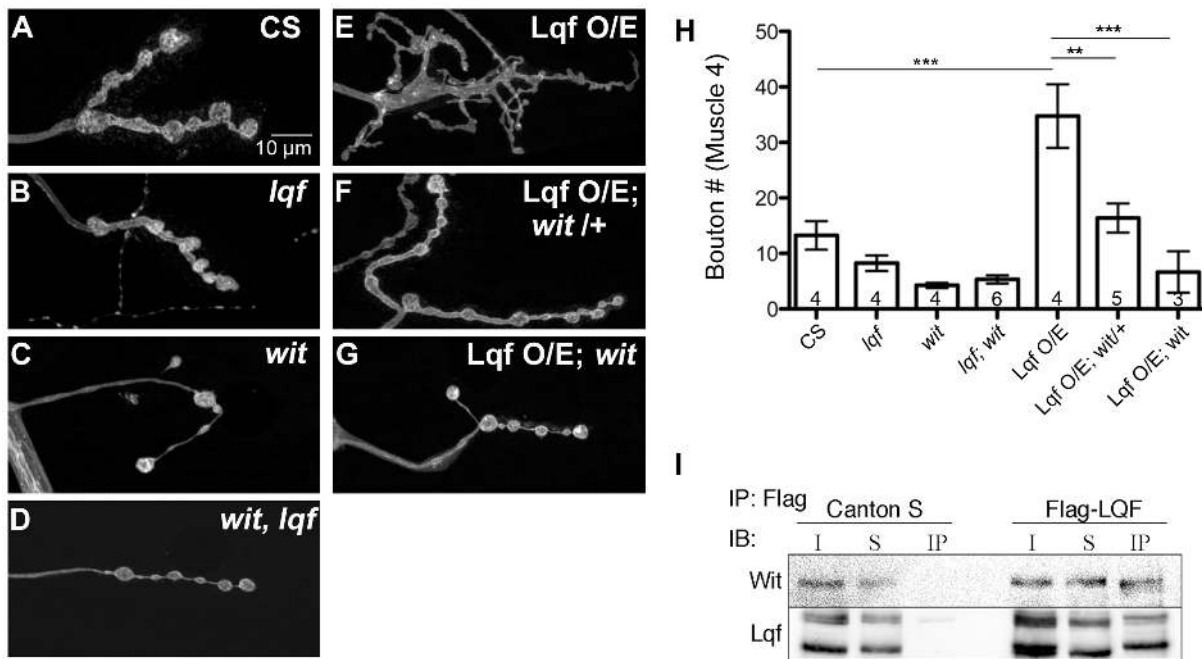 A CS
10 µm
B lqf
C wit
D wit, lqf
E Lqf O/E
F Lqf O/E;
wit /+
G Lqf O/E; wit
H
Bouton # (Muscle 4)
50
40
30
20
10
0
***
***
**
4 4 4 6 4 5 3
CS
lqf
wit
lqf; wit
Lqf O/E
Lqf O/E; wit/+
Lqf O/E; wit
I
IP: Flag
Canton S Flag-LQF
IB: I S IP I S IP
Wit
Lqf